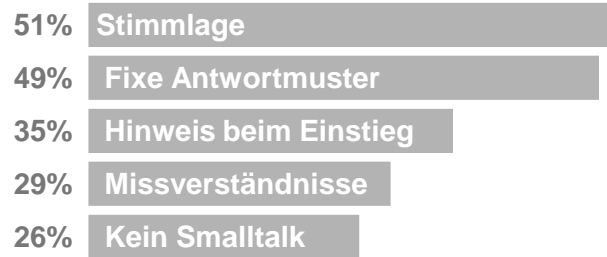 51% Stimmlage
49% Fixe Antwortmuster
35% Hinweis beim Einstieg
29% Missverständnisse
26% Kein Smalltalk